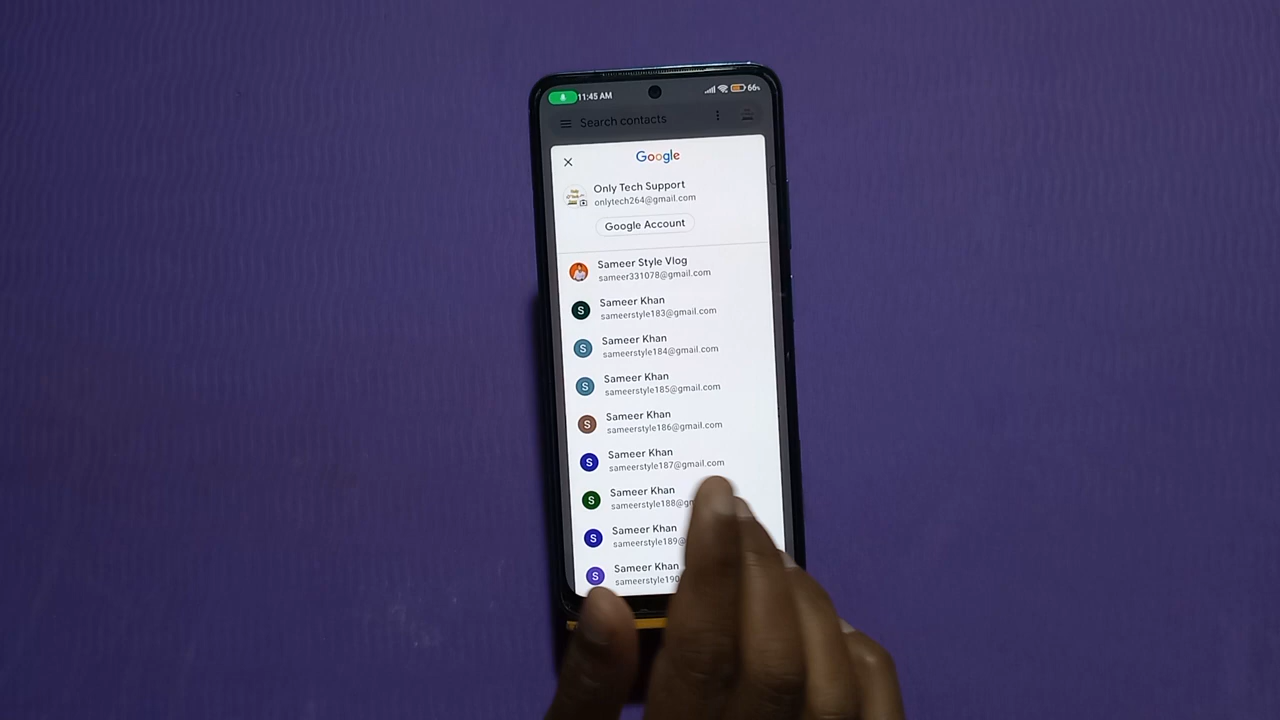 11:45 AM
66%
Search contacts
Google
Only Tech Support
onlytech264@gmail.com
Google Account
Sameer Style Vlog
sameer331078@gmail.com
S
Sameer Khan
sameerstyle183@gmail.com
S
Sameer Khan
sameerstyle184@gmail.com
S
Sameer Khan
sameerstyle185@gmail.com
S
Sameer Khan
sameerstyle186@gmail.com
S
Sameer Khan
sameerstyle187@gmail.com
S
Sameer Khan
sameerstyle188@gm
S
Sameer Khan
sameerstyle189@
S
Sameer Khan
sameerstyle190